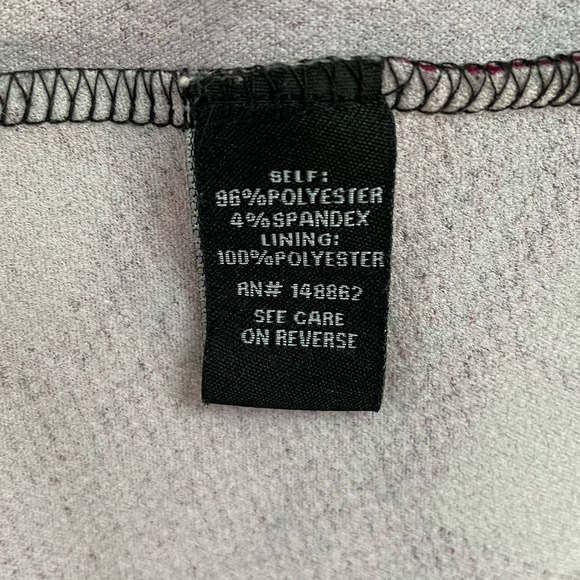 SELF:
96%POLYESTER
4%SPANDEX
LINING:
100%POLYESTER
RN# 148862
SEE CARE
ON REVERSE